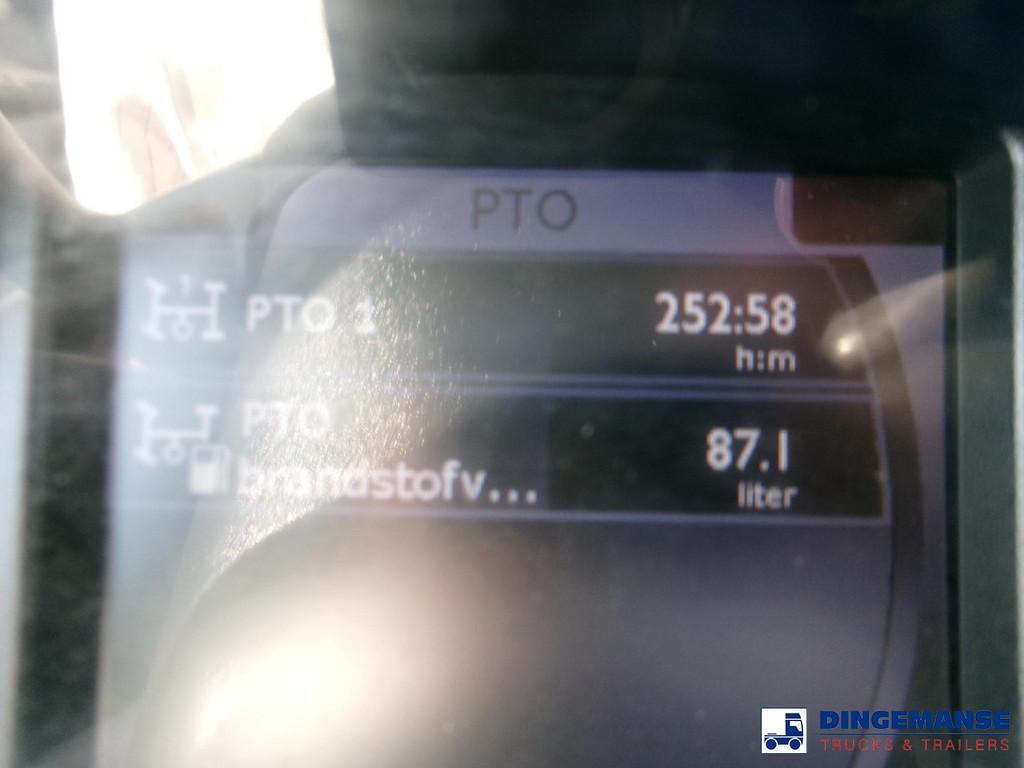 PTO
PTO 1
252:58
h:m
PTO
brandstofv...
87.1
liter
DINGEMANSE
TRUCKS & TRAILERS